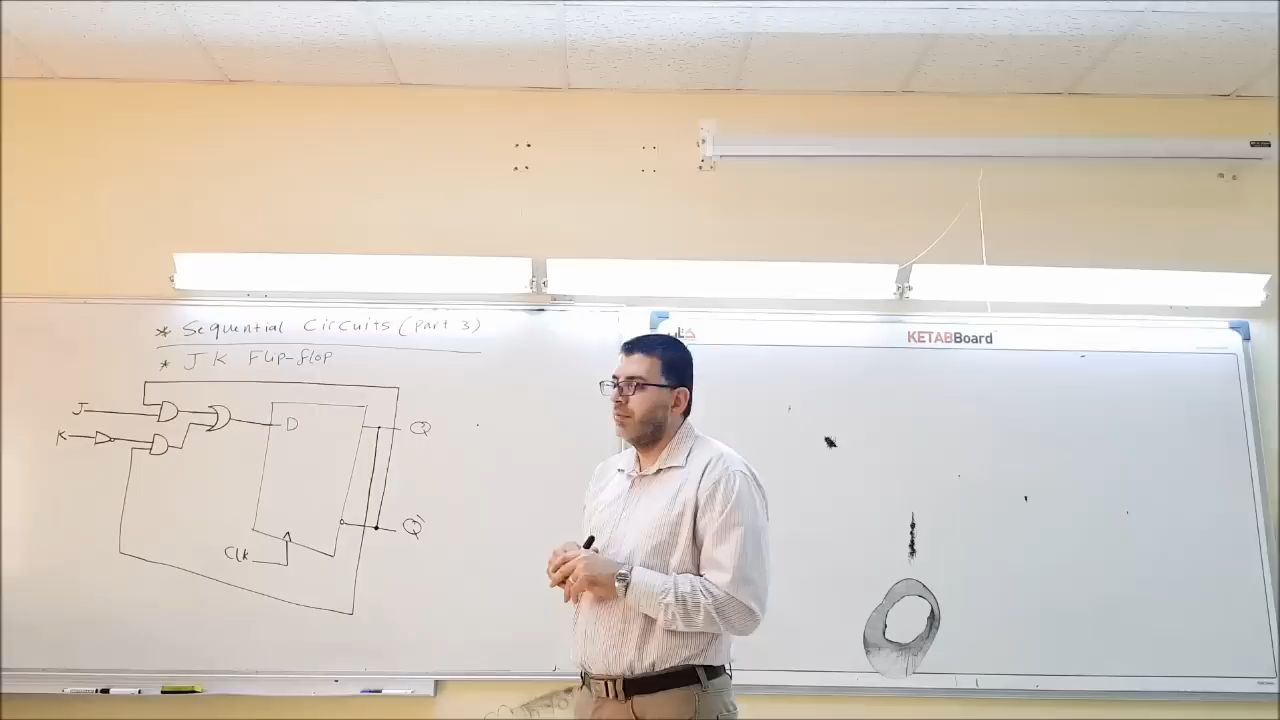 * Sequential Circuits (part 3)
* JK Flip-flop
J
K
D
Q
Q'
Clk
KETABBoard